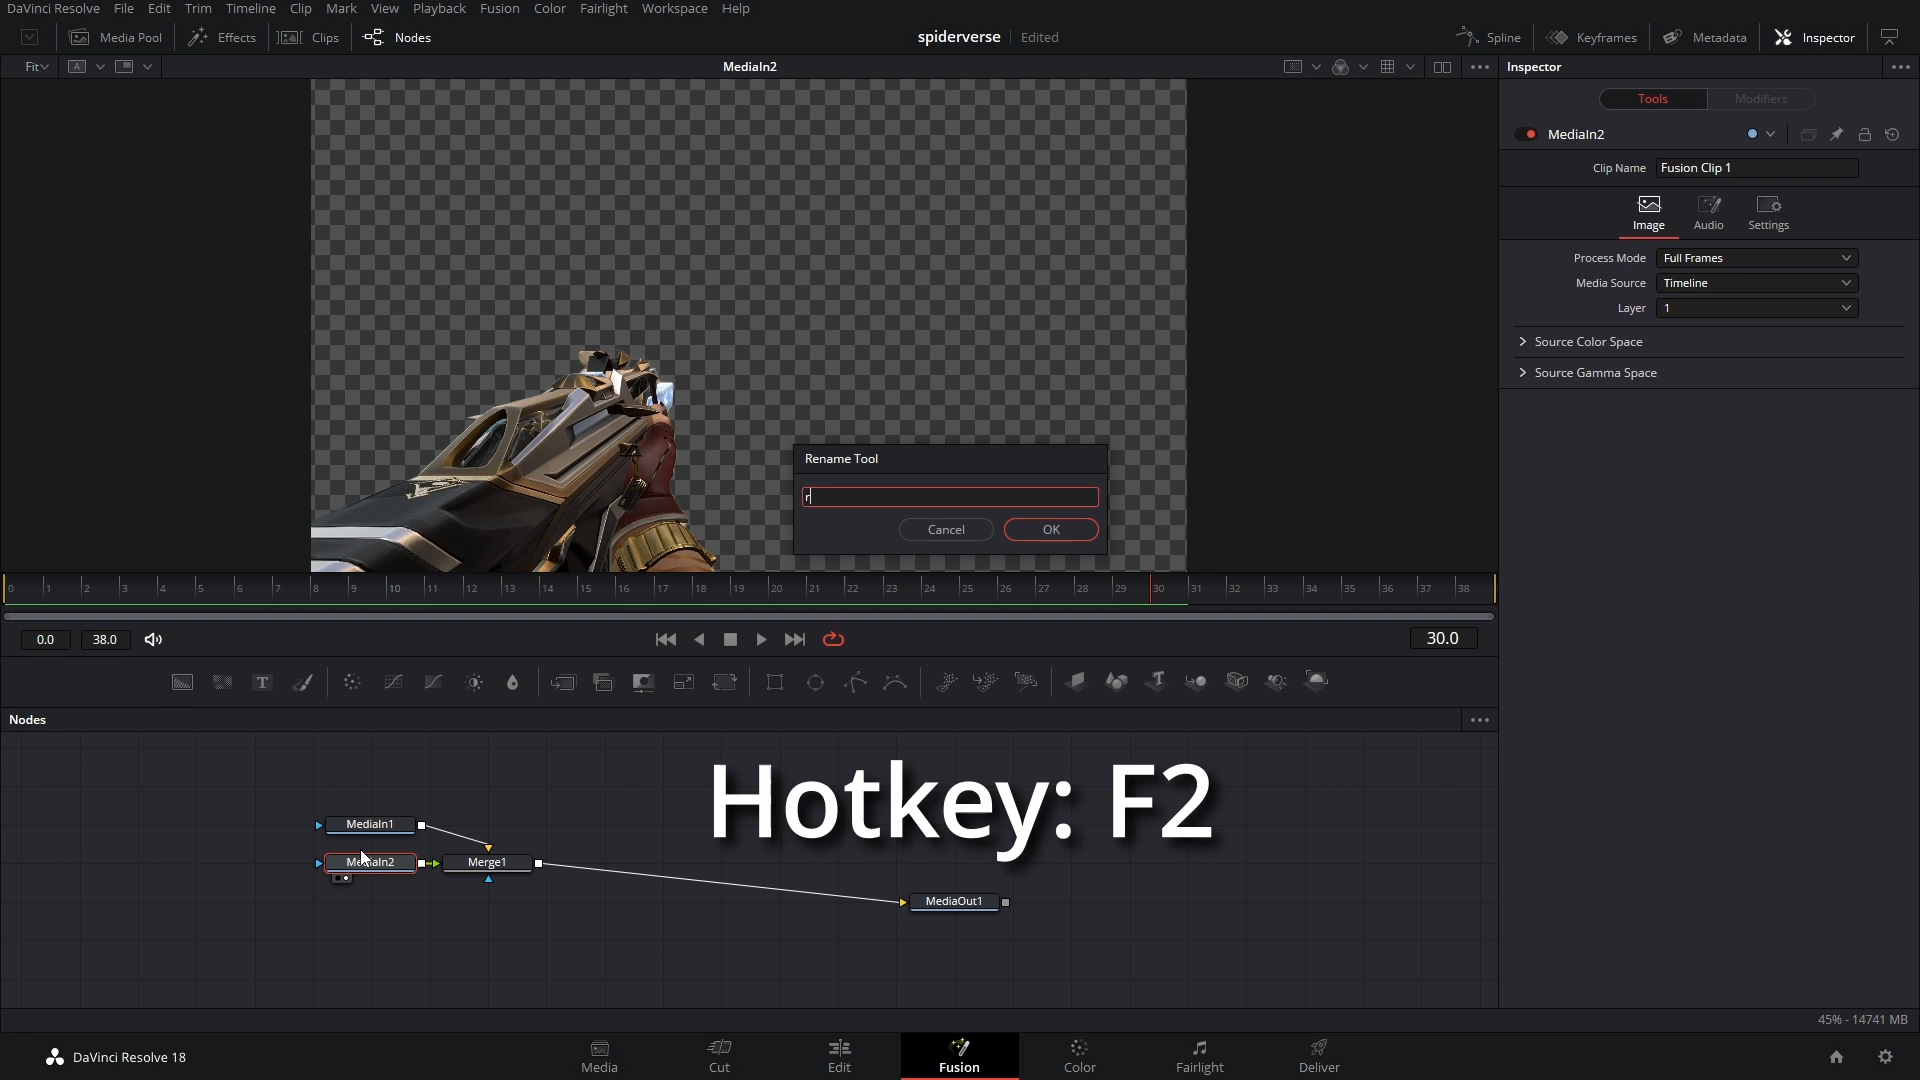 DaVinci Resolve File Edit Trim Timeline Clip Mark View Playback Fusion Color Fairlight Workspace Help
Media Pool Effects Clips Nodes spiderverse Edited Spline Keyframes Metadata Inspector
Fit A MediaIn2 Inspector
Tools Modifiers
MediaIn2
Clip Name Fusion Clip 1
Image Audio Settings
Process Mode Full Frames
Media Source Timeline
Layer 1
Source Color Space
Source Gamma Space
Rename Tool
r
Cancel OK
0 1 2 3 4 5 6 7 8 9 10 11 12 13 14 15 16 17 18 19 20 21 22 23 24 25 26 27 28 29 30 31 32 33 34 35 36 37 38
0.0 38.0 30.0
T T
Nodes
Hotkey: F2
MediaIn1
MediaIn2 Merge1
MediaOut1
45% - 14741 MB
DaVinci Resolve 18 Media Cut Edit Fusion Color Fairlight Deliver